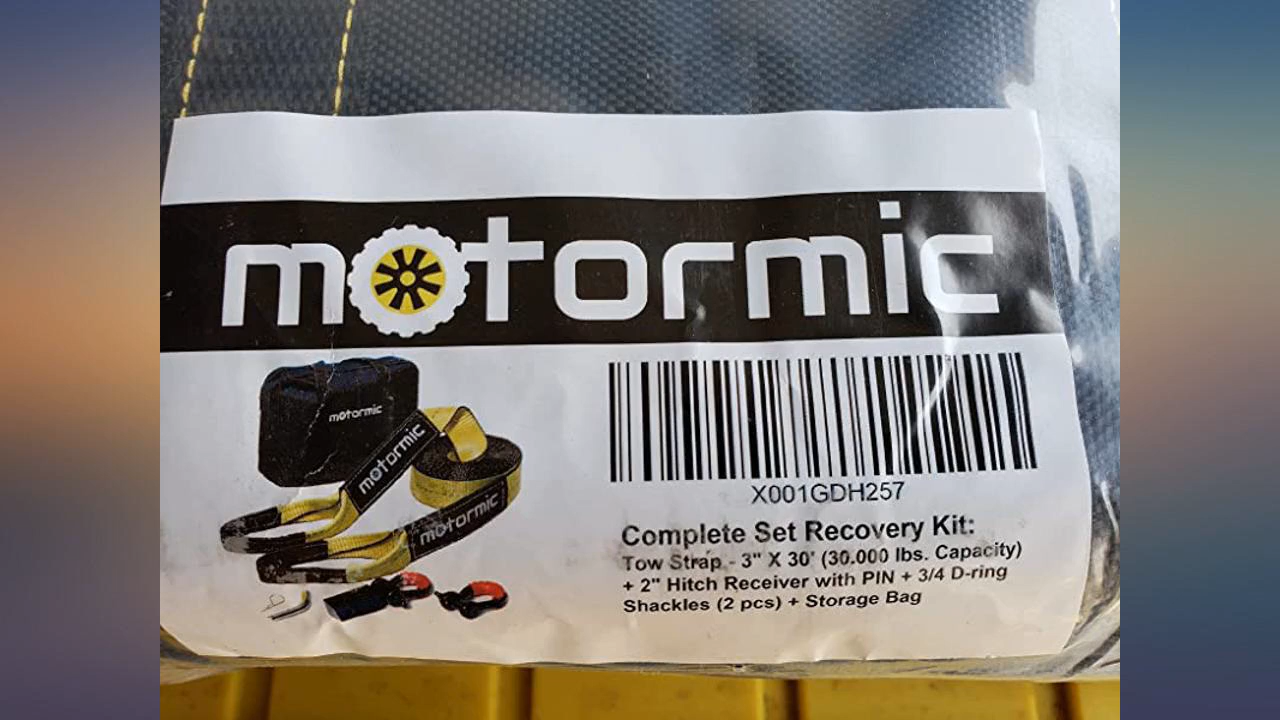 motormic
motormic
motormic
motormic
X001GDH257
Complete Set Recovery Kit:
Tow Strap - 3" X 30' (30.000 lbs. Capacity)
+ 2" Hitch Receiver with PIN + 3/4 D-ring
Shackles (2 pcs) + Storage Bag